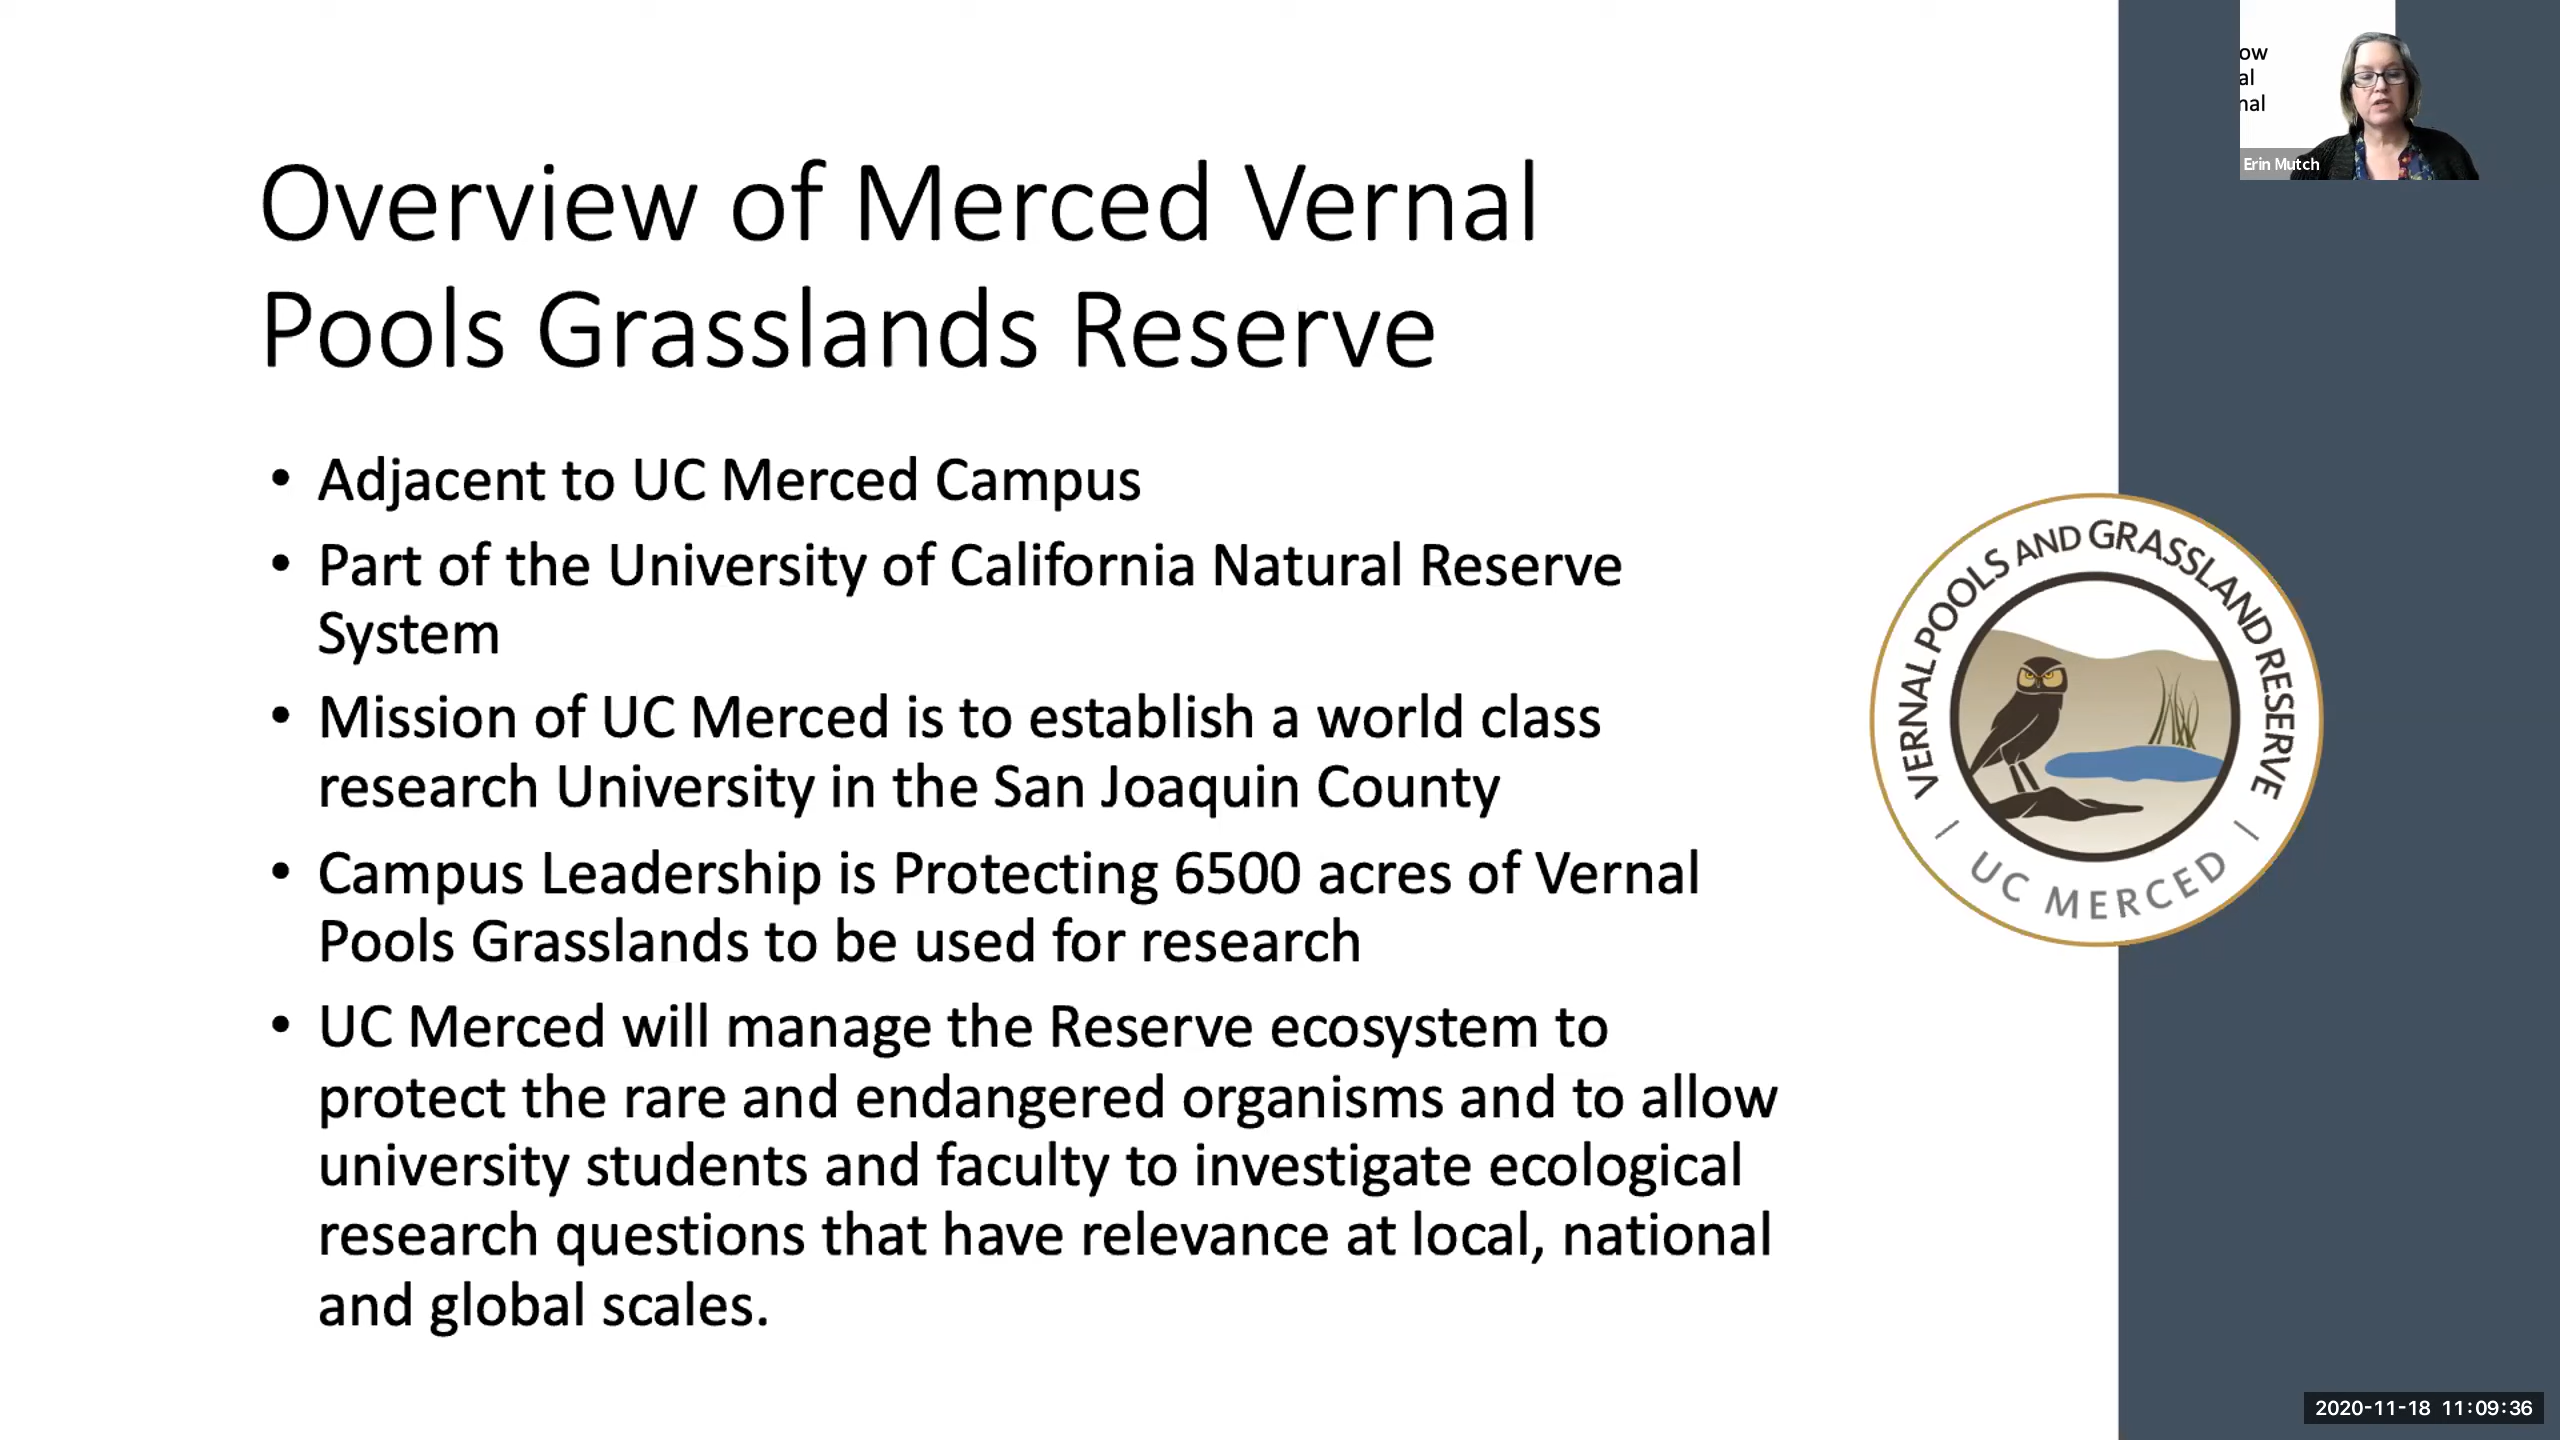 Overview of Merced Vernal
Pools Grasslands Reserve
• Adjacent to UC Merced Campus
• Part of the University of California Natural Reserve
System
• Mission of UC Merced is to establish a world class
research University in the San Joaquin County
• Campus Leadership is Protecting 6500 acres of Vernal
Pools Grasslands to be used for research
• UC Merced will manage the Reserve ecosystem to
protect the rare and endangered organisms and to allow
university students and faculty to investigate ecological
research questions that have relevance at local, national
and global scales.
VERNAL POOLS AND GRASSLAND RESERVE
| UC MERCED |
ow
al
nal
Erin Mutch
2020-11-18 11:09:36